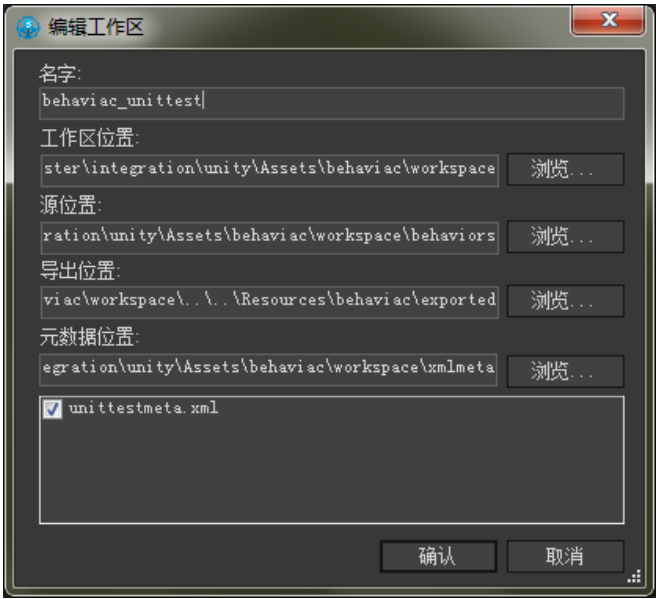 编辑工作区
名字:
behaviac_unittest
工作区位置:
ster\integration\unity\Assets\behaviac\workspace
浏览...
源位置:
ration\unity\Assets\behaviac\workspace\behaviors
浏览...
导出位置:
viac\workspace\..\..\Resources\behaviac\exported
浏览...
元数据位置:
egration\unity\Assets\behaviac\workspace\xmlmeta
浏览...
unittestmeta.xml
确认 取消